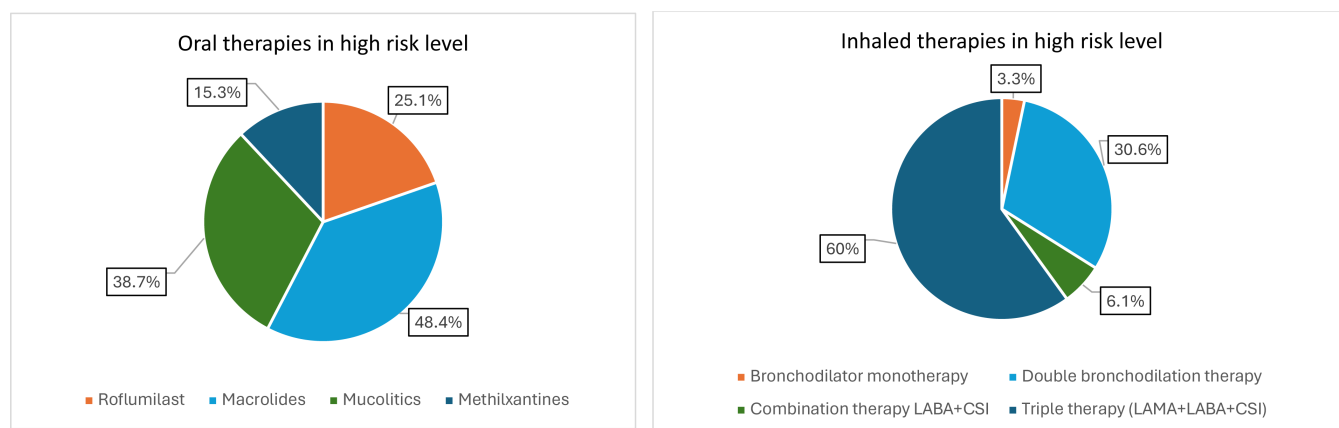 Oral therapies in high risk level
15.3%
25.1%
38.7%
48.4%
Roflumilast Macrolides Mucolitics Methilxantines
Inhaled therapies in high risk level
3.3%
30.6%
60%
6.1%
Bronchodilator monotherapy Double bronchodilation therapy
Combination therapy LABA+CSI Triple therapy (LAMA+LABA+CSI)